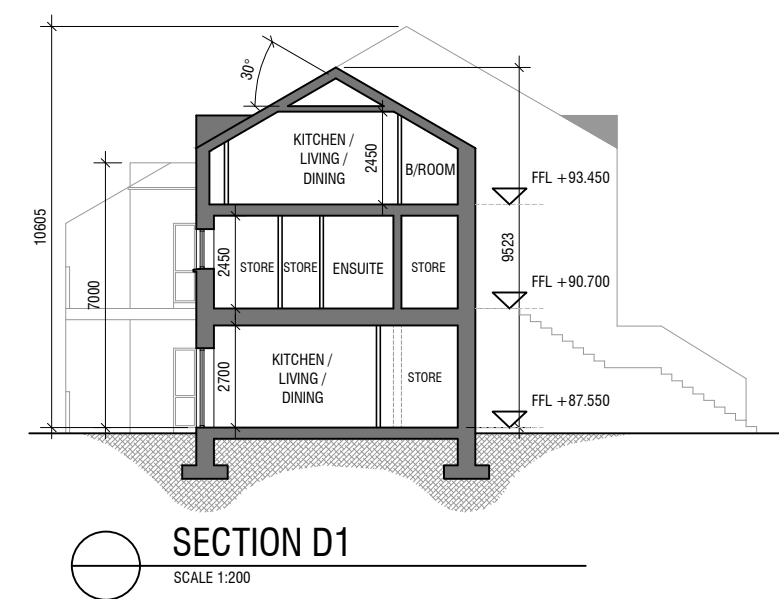 30°
KITCHEN /
LIVING /
DINING
2450
B/ROOM
FFL +93.450
10605
7000
9523
2450
STORE
STORE
ENSUITE
STORE
FFL +90.700
2700
KITCHEN /
LIVING /
DINING
STORE
FFL +87.550
SECTION D1
SCALE 1:200